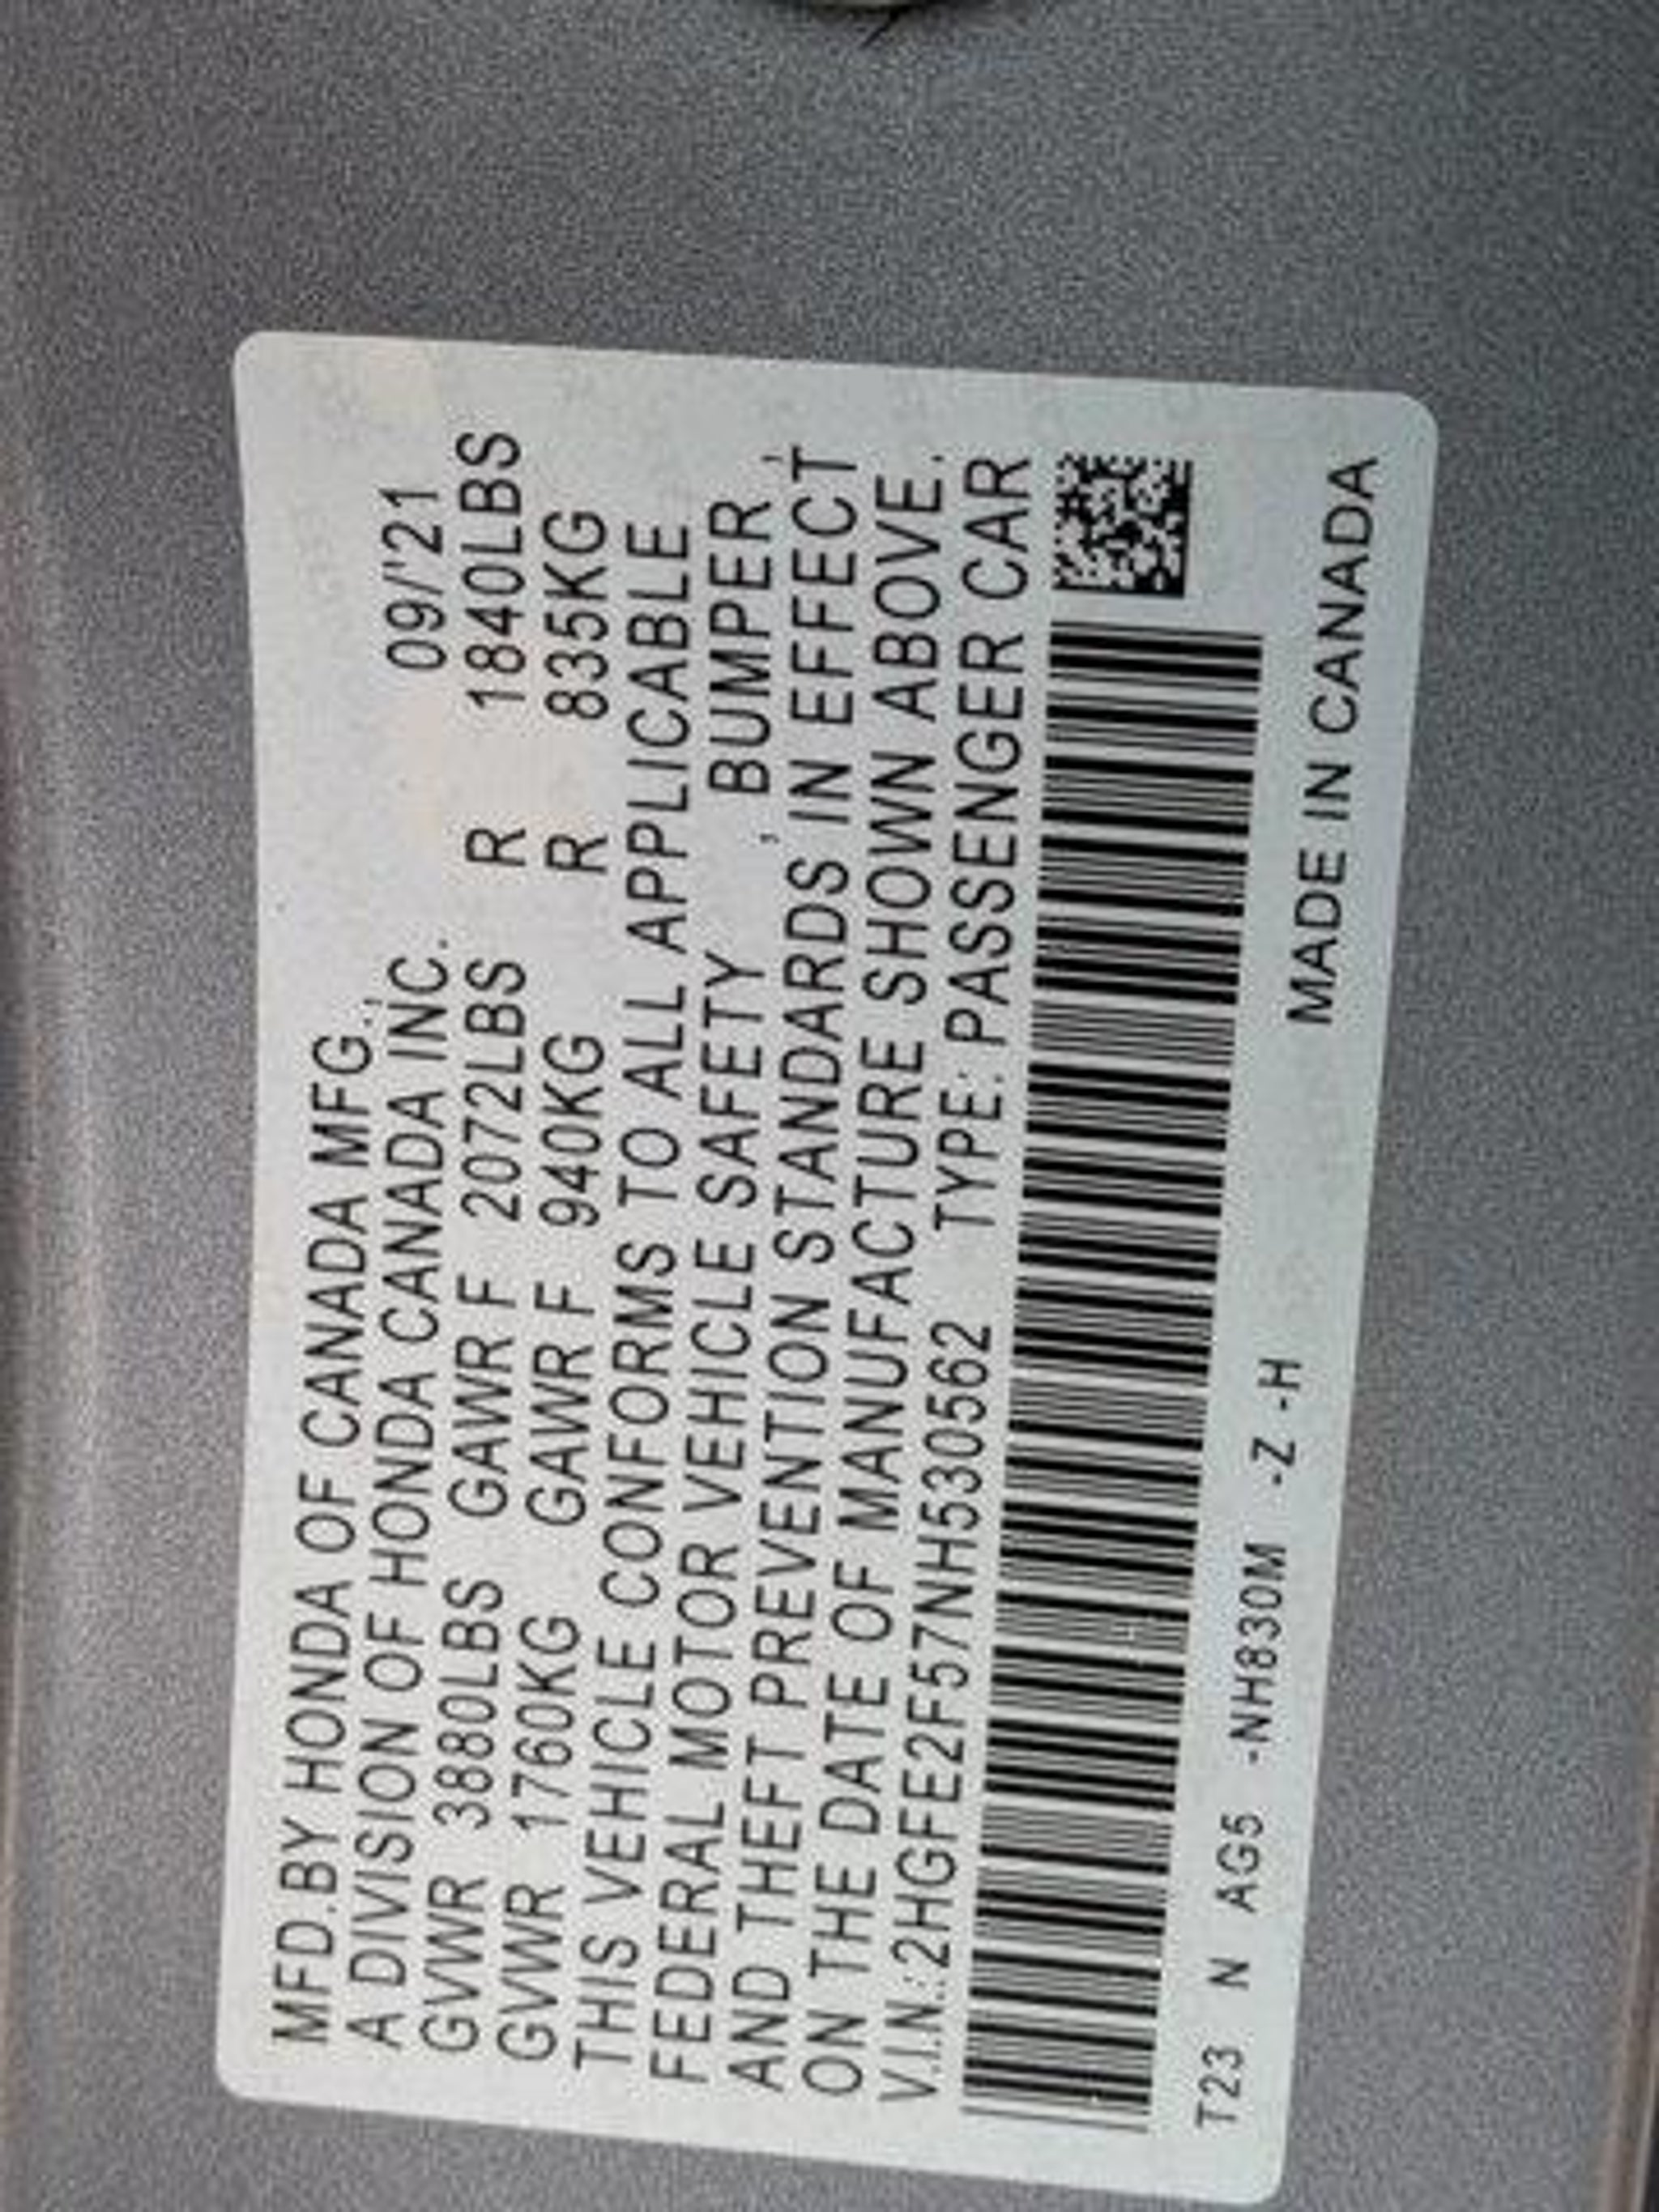 MFD.BY HONDA OF CANADA MFG.,
A DIVISION OF HONDA CANADA INC. 09/'21
GVWR 3880LBS GAWR F 2072LBS R 1840LBS
GVWR 1760KG GAWR F 940KG R 835KG
THIS VEHICLE CONFORMS TO ALL APPLICABLE
FEDERAL MOTOR VEHICLE SAFETY , BUMPER ,
AND THEFT PREVENTION STANDARDS IN EFFECT
ON THE DATE OF MANUFACTURE SHOWN ABOVE.
V.I.N.:2HGFE2F57NH530562 TYPE: PASSENGER CAR
T23 N AG5 -NH830M -Z -H MADE IN CANADA